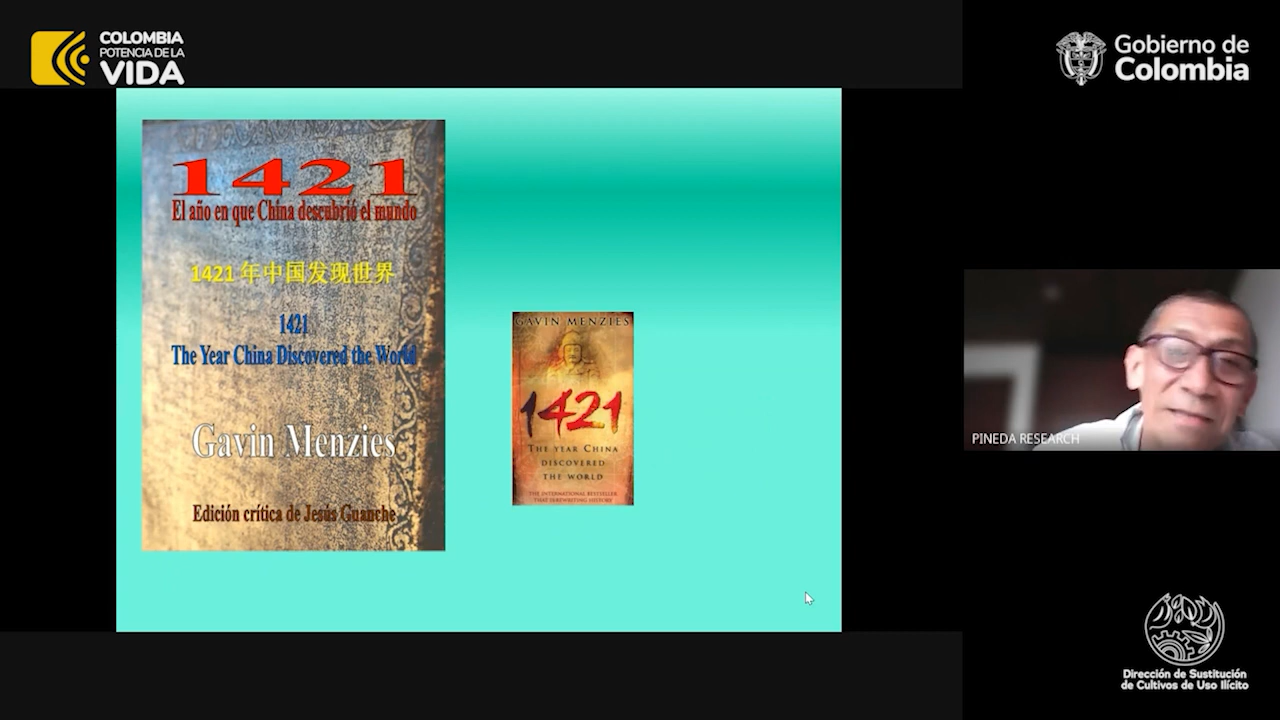 COLOMBIA
POTENCIA DE LA
VIDA
Gobierno de
Colombia
1421
El año en que China descubrió el mundo
1421 年中国发现世界
1421
The Year China Discovered the World
Gavin Menzies
Edición crítica de Jesús Guanche
GAVIN MENZIES
1421
THE YEAR CHINA
DISCOVERED
THE WORLD
THE INTERNATIONAL BESTSELLER
PINEDA RESEARCH
Dirección de Sustitución
de Cultivos de Uso Ilícito